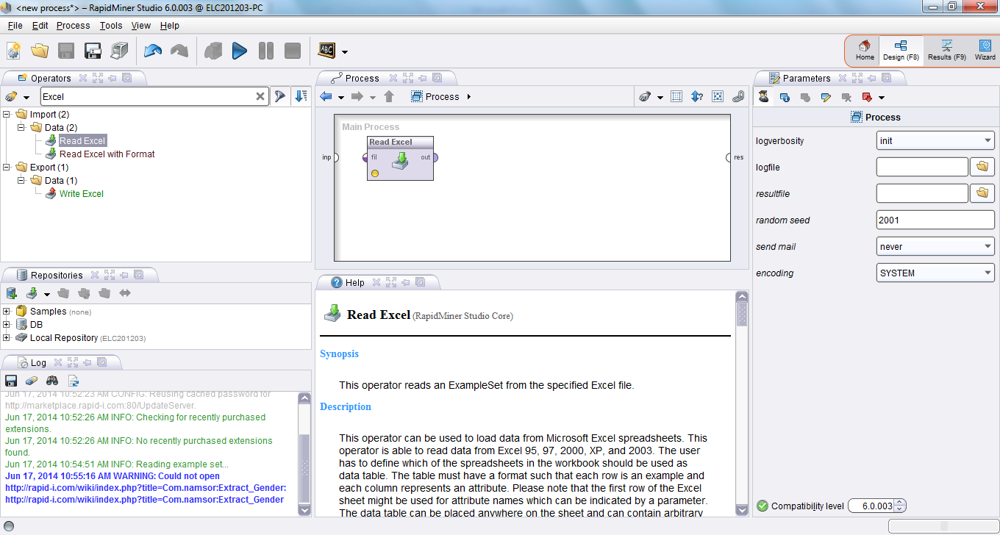 <new process*> – RapidMiner Studio 6.0.003 @ ELC201203-PC
File Edit Process Tools View Help
ABC
Home Design (F8) Results (F9) Wizard
Operators
Excel
Import (2)
Data (2)
Read Excel
Read Excel with Format
Export (1)
Data (1)
Write Excel
Repositories
Samples (none)
DB
Local Repository (ELC201203)
Log
Jun 17, 2014 10:52:23 AM CONFIG: Reusing cached password for
http://marketplace.rapid-i.com:80/UpdateServer.
Jun 17, 2014 10:52:26 AM INFO: Checking for recently purchased
extensions.
Jun 17, 2014 10:52:26 AM INFO: No recently purchased extensions
found.
Jun 17, 2014 10:54:51 AM INFO: Reading example set...
Jun 17, 2014 10:55:16 AM WARNING: Could not open
http://rapid-i.com/wiki/index.php?title=Com.namsor:Extract_Gender:
http://rapid-i.com/wiki/index.php?title=Com.namsor:Extract_Gender
Process
Process
Main Process
Read Excel
inp
fil out
res
Help
Read Excel (RapidMiner Studio Core)
Synopsis
This operator reads an ExampleSet from the specified Excel file.
Description
This operator can be used to load data from Microsoft Excel spreadsheets. This
operator is able to read data from Excel 95, 97, 2000, XP, and 2003. The user
has to define which of the spreadsheets in the workbook should be used as
data table. The table must have a format such that each row is an example and
each column represents an attribute. Please note that the first row of the Excel
sheet might be used for attribute names which can be indicated by a parameter.
The data table can be placed anywhere on the sheet and can contain arbitrary
Parameters
Process
logverbosity init
logfile
resultfile
random seed 2001
send mail never
encoding SYSTEM
Compatibility level 6.0.003